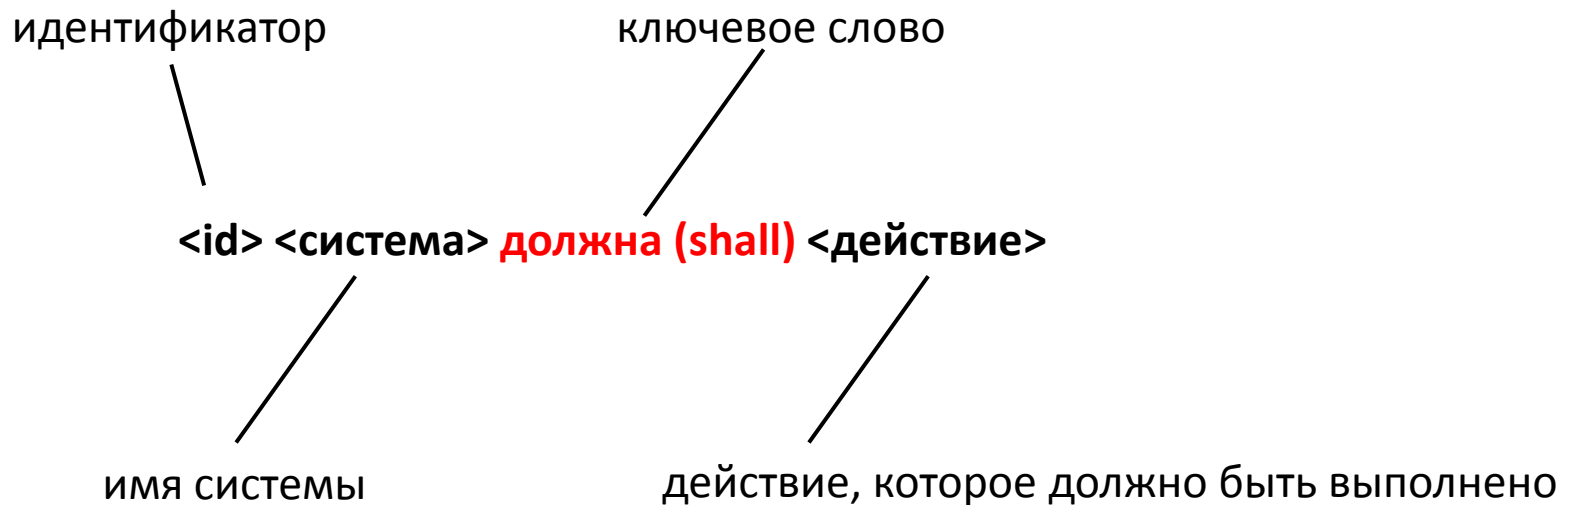 идентификатор
ключевое слово
<id> <система> должна (shall) <действие>
имя системы
действие, которое должно быть выполнено